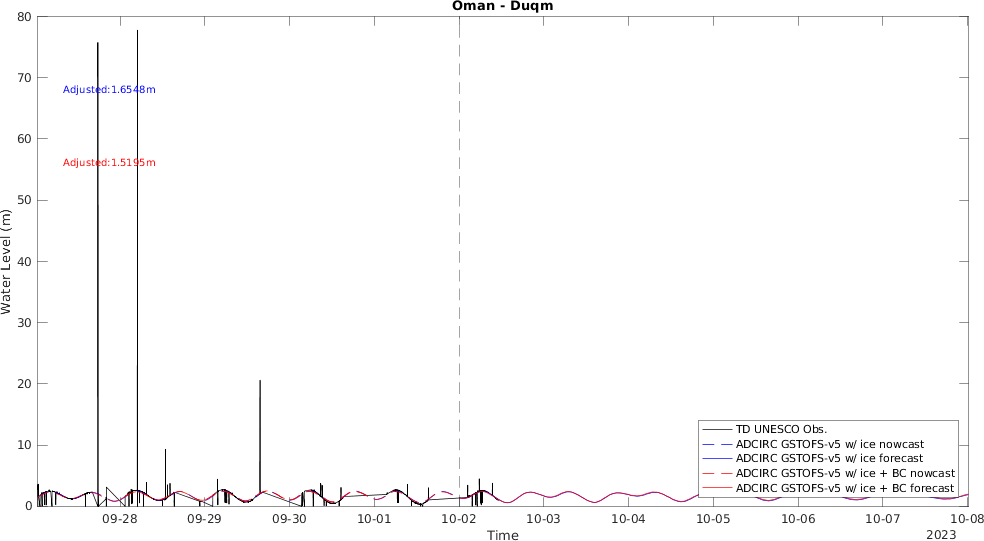 Oman - Duqm
80
70
60
50
40
30
20
10
0
Water Level (m)
Adjusted:1.6548m
Adjusted:1.5195m
TD UNESCO Obs.
ADCIRC GSTOFS-v5 w/ ice nowcast
ADCIRC GSTOFS-v5 w/ ice forecast
ADCIRC GSTOFS-v5 w/ ice + BC nowcast
ADCIRC GSTOFS-v5 w/ ice + BC forecast
09-28 09-29 09-30 10-01 10-02 10-03 10-04 10-05 10-06 10-07 10-08
Time
2023